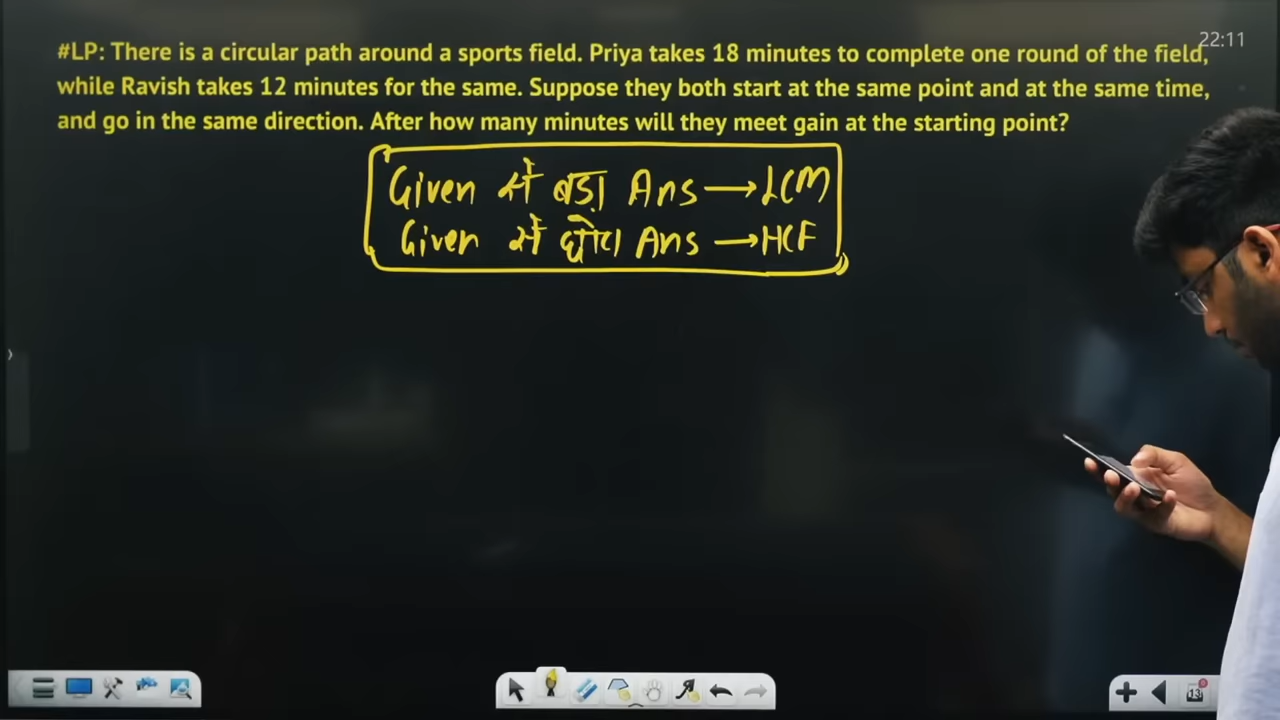 22:11
#LP: There is a circular path around a sports field. Priya takes 18 minutes to complete one round of the field,
while Ravish takes 12 minutes for the same. Suppose they both start at the same point and at the same time,
and go in the same direction. After how many minutes will they meet gain at the starting point?
Given से बड़ा Ans → LCM
Given से छोटा Ans → HCF
13